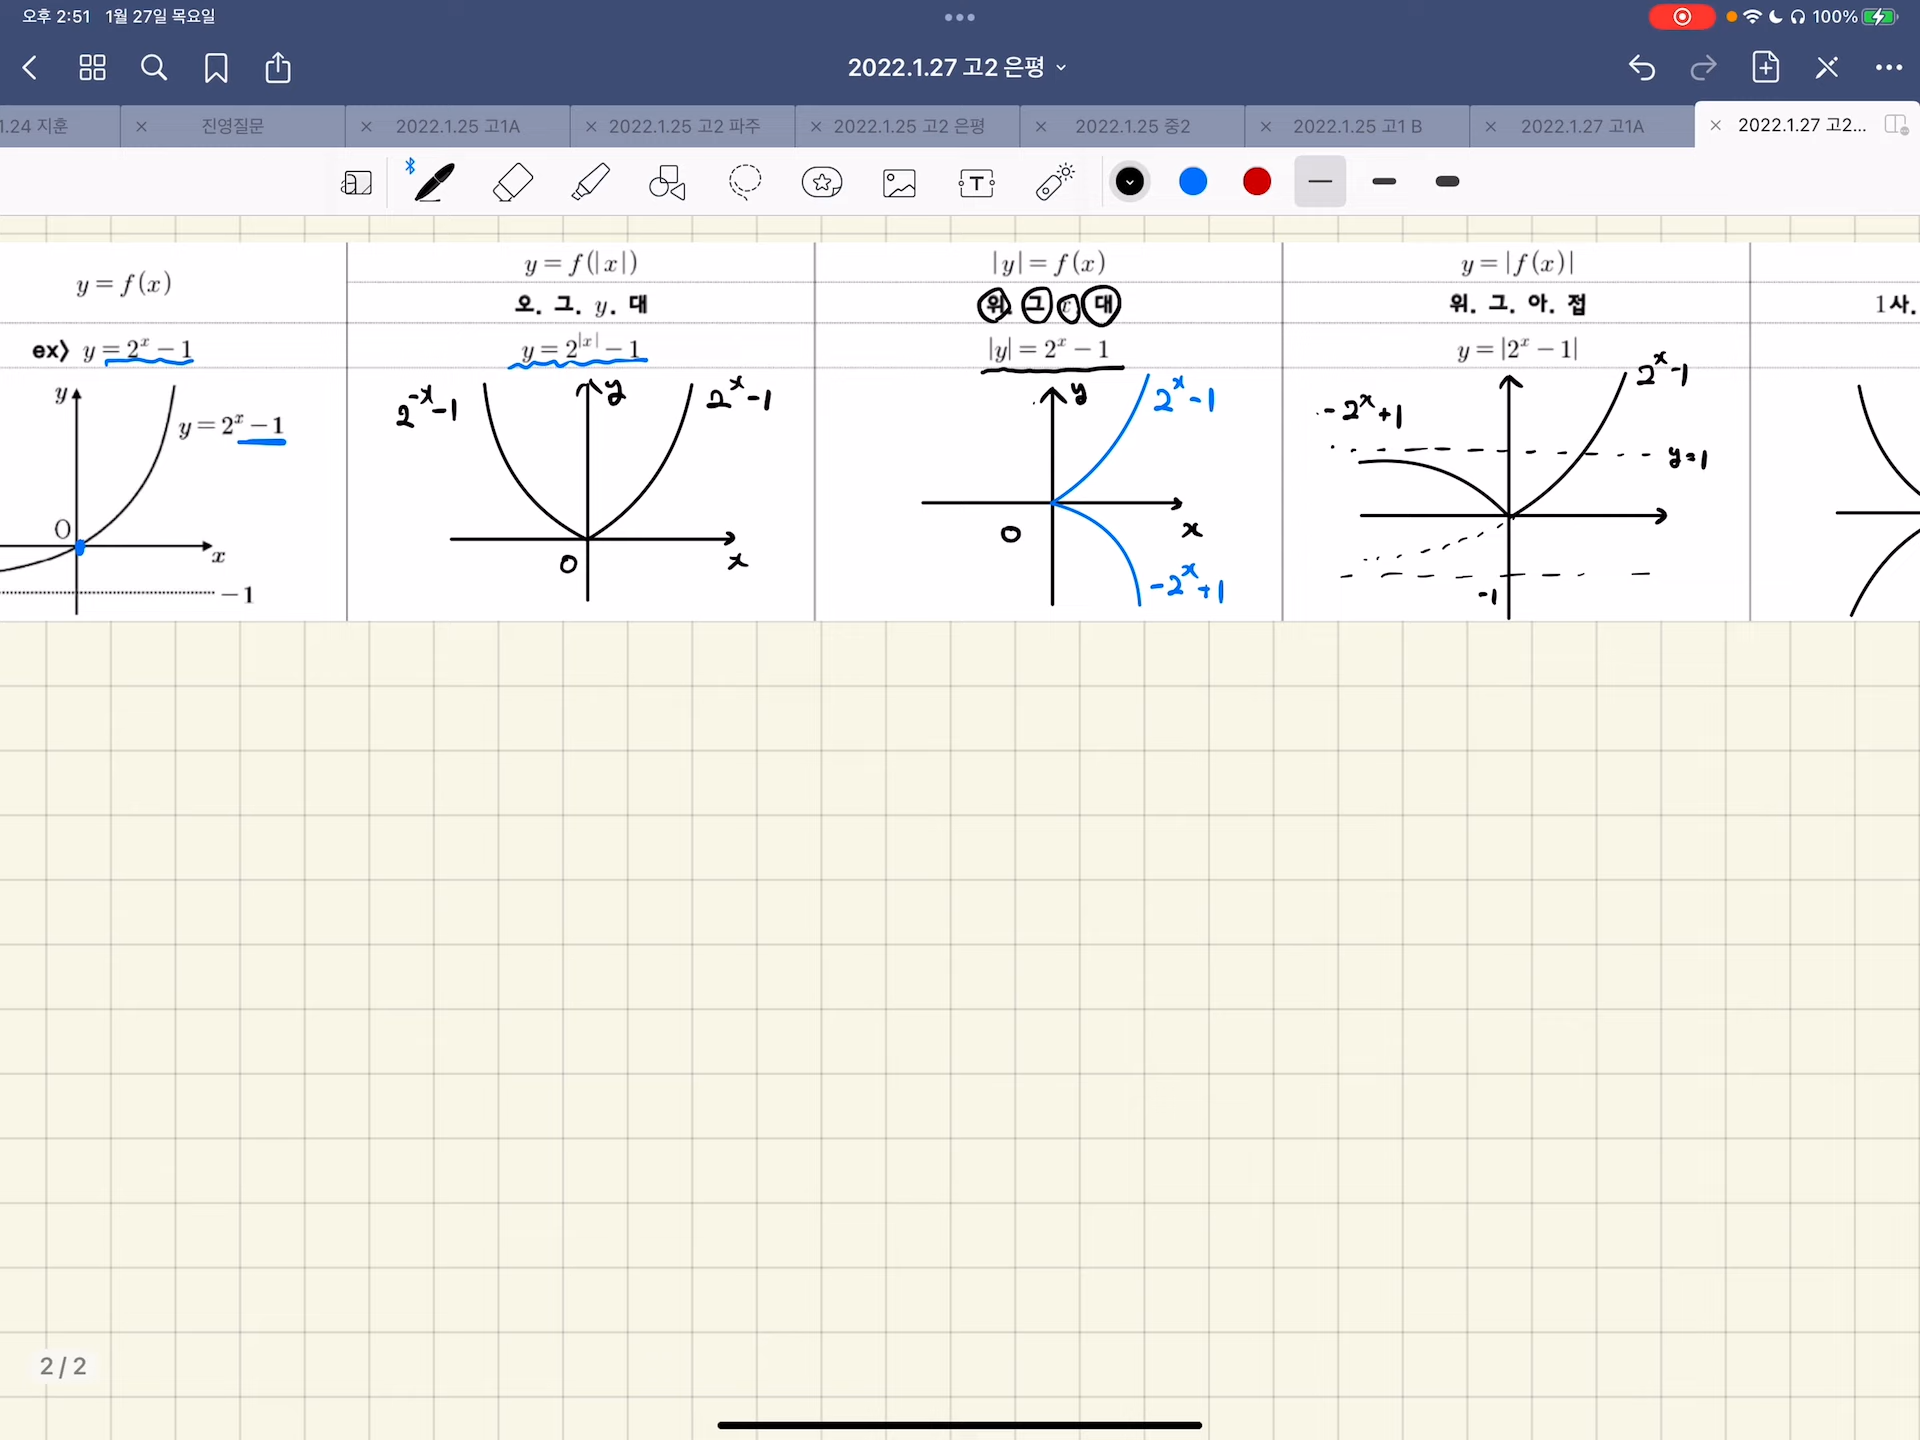 오후 2:51 1월 27일 목요일
100%
2022.1.27 고2 은평
1.24 지훈
진영질문
2022.1.25 고1A
2022.1.25 고2 파주
2022.1.25 고2 은평
2022.1.25 중2
2022.1.25 고1 B
2022.1.27 고1A
2022.1.27 고2...
y = f(x)
ex) y = 2^x − 1
y
y = 2^x − 1
O
x
−1
y = f(|x|)
오. 그. y. 대
y = 2^|x| − 1
2^-x-1
y
2^x-1
0
x
|y| = f(x)
위. 그. x. 대
|y| = 2^x − 1
y
2^x-1
0
x
-2^x+1
y = |f(x)|
위. 그. 아. 접
y = |2^x − 1|
2^x-1
-2^x+1
y=1
-1
1사.
2 / 2